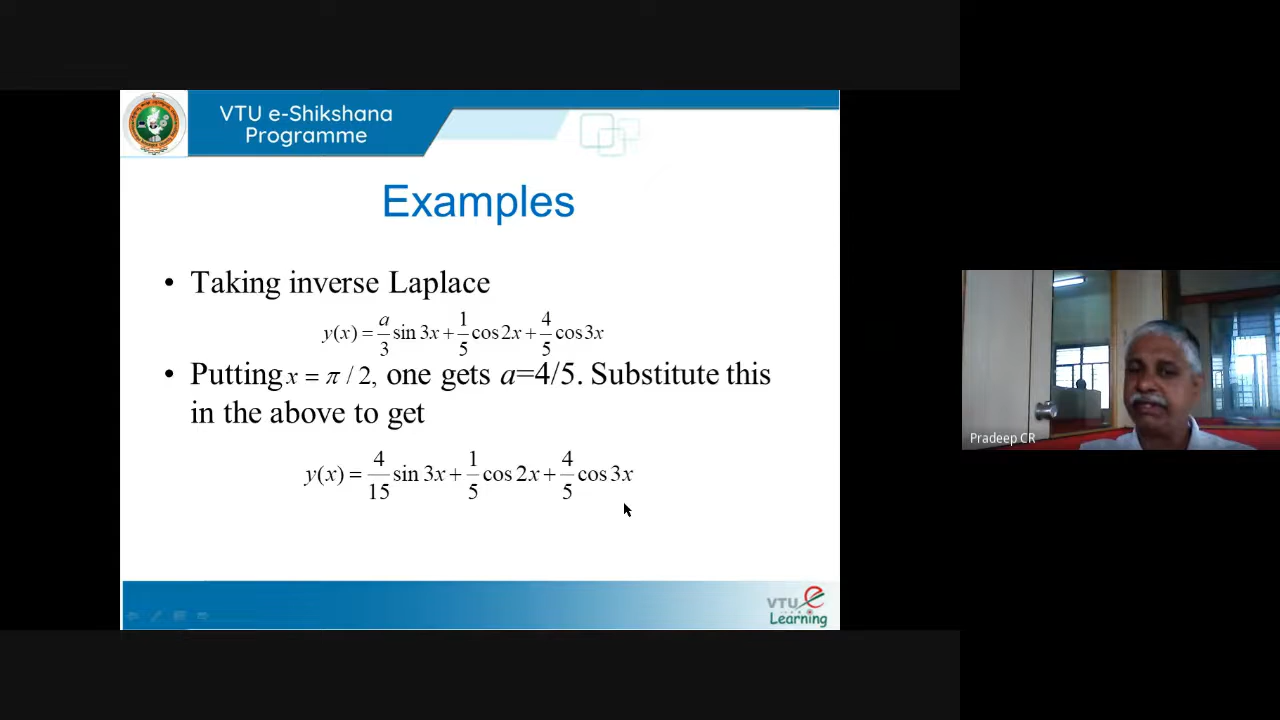 VTU e-Shikshana
Programme
Examples
• Taking inverse Laplace
y(x) = a/3 sin 3x + 1/5 cos 2x + 4/5 cos 3x
• Putting x = π / 2, one gets a=4/5. Substitute this
in the above to get
y(x) = 4/15 sin 3x + 1/5 cos 2x + 4/5 cos 3x
Pradeep CR
VTU e
Learning